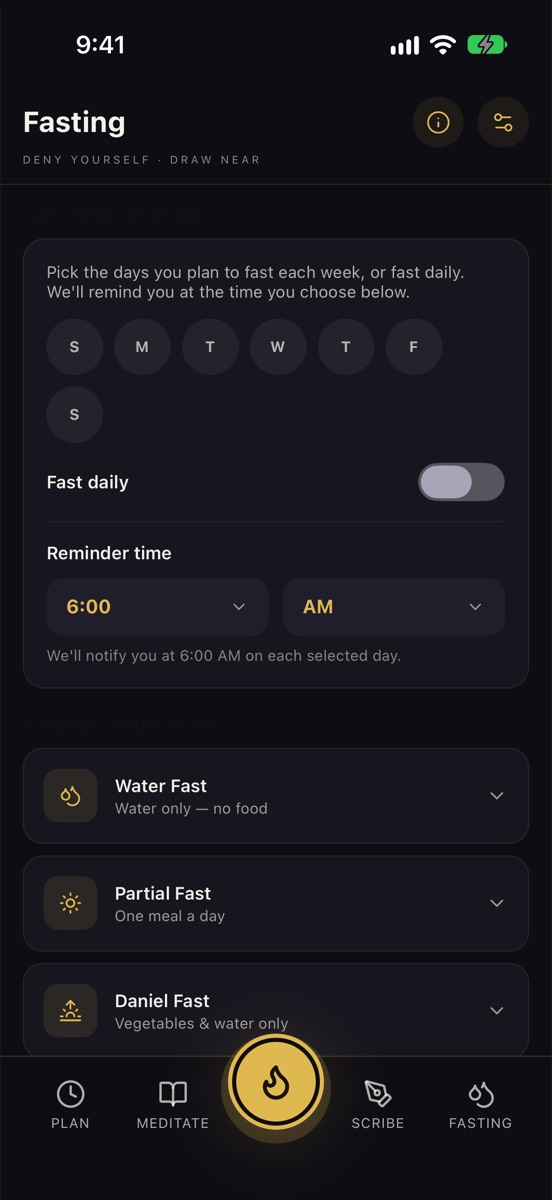 9:41
Fasting
DENY YOURSELF · DRAW NEAR
Pick the days you plan to fast each week, or fast daily.
We'll remind you at the time you choose below.
S M T W T F
S
Fast daily
Reminder time
6:00 AM
We'll notify you at 6:00 AM on each selected day.
Water Fast
Water only — no food
Partial Fast
One meal a day
Daniel Fast
Vegetables & water only
PLAN MEDITATE SCRIBE FASTING